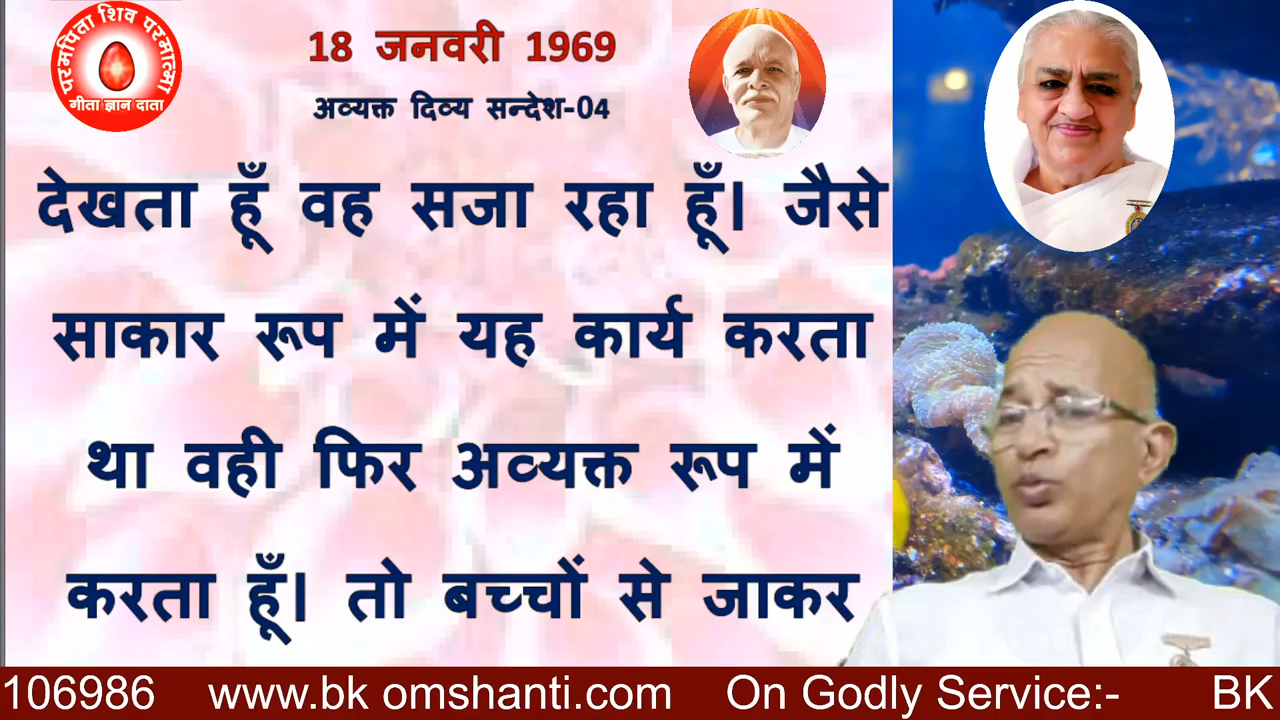 परमपिता शिव परमात्मा
गीता ज्ञान दाता
18 जनवरी 1969
अव्यक्त दिव्य सन्देश-04
देखता हूँ वह सजा रहा हूँ। जैसे
साकार रूप में यह कार्य करता
था वही फिर अव्यक्त रूप में
करता हूँ। तो बच्चों से जाकर
106986 www.bk omshanti.com On Godly Service:- BK